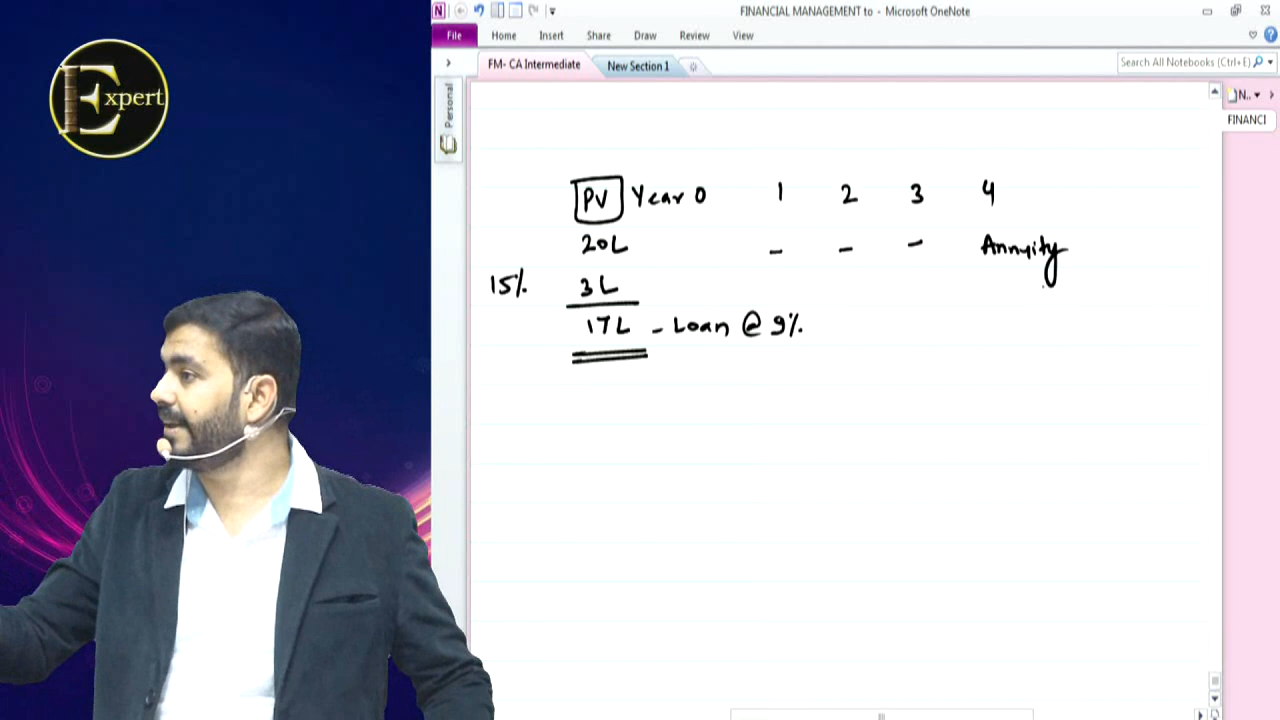 Expert
FINANCIAL MANAGEMENT to - Microsoft OneNote
File Home Insert Share Draw Review View
FM- CA Intermediate New Section 1
Search All Notebooks (Ctrl+E)
N..
Personal
FINANCI
PV Year 0 1 2 3 4
20L - - - Annyity
15% 3L
17L - Loan @ 9%